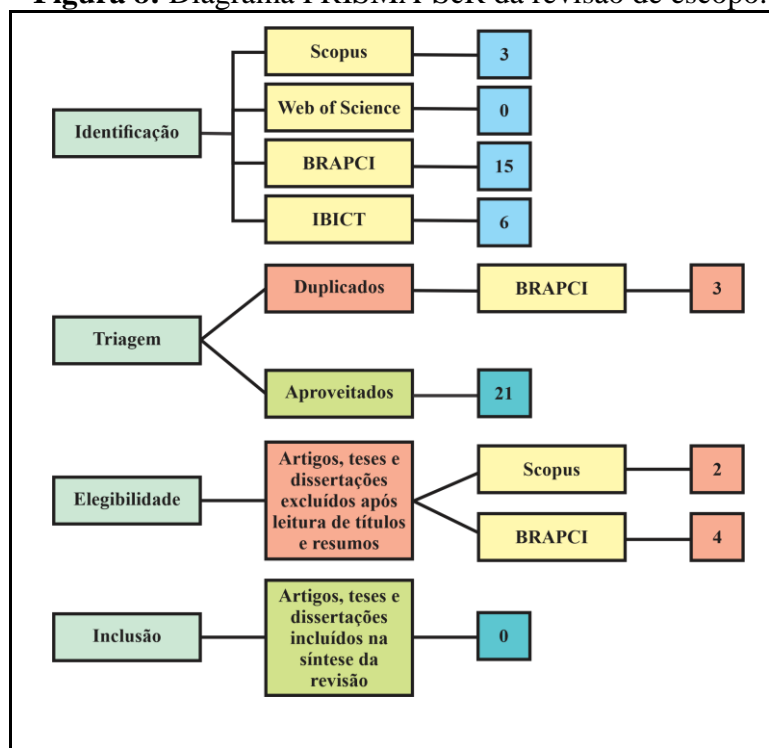 Figura 8: Diagrama PRISMA-ScR da revisão de escopo.
Scopus
3
Web of Science
0
Identificação
BRAPCI
15
IBICT
6
Duplicados
BRAPCI
3
Triagem
Aproveitados
21
Artigos, teses e
dissertações
excluídos após
leitura de títulos
e resumos
Scopus
2
Elegibilidade
BRAPCI
4
Artigos, teses e
dissertações
incluídos na
síntese da
revisão
Inclusão
0